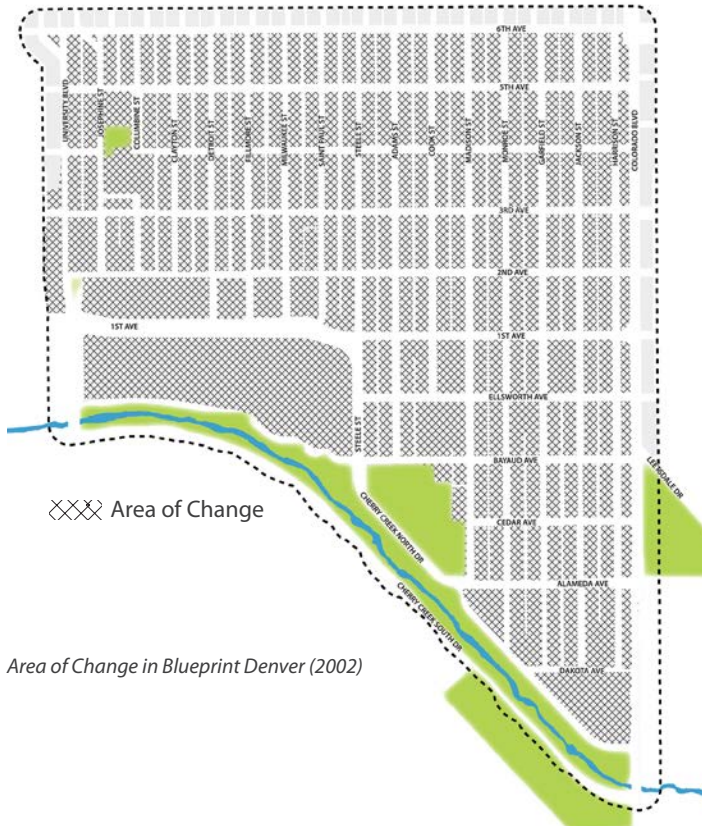 6TH AVE
5TH AVE
UNIVERSITY BLVD
JOSEPHINE ST
COLUMBINE ST
CLAYTON ST
DETROIT ST
FILLMORE ST
MILWAUKEE ST
SAINT PAUL ST
STEELE ST
ADAMS ST
COOK ST
MADISON ST
MONROE ST
GARFIELD ST
JACKSON ST
HARRISON ST
COLORADO BLVD
3RD AVE
2ND AVE
1ST AVE
1ST AVE
ELLSWORTH AVE
STEELE ST
BAYAUD AVE
LEETSDALE DR
Area of Change
CHERRY CREEK NORTH DR
CEDAR AVE
ALAMEDA AVE
CHERRY CREEK SOUTH DR
Area of Change in Blueprint Denver (2002)
DAKOTA AVE